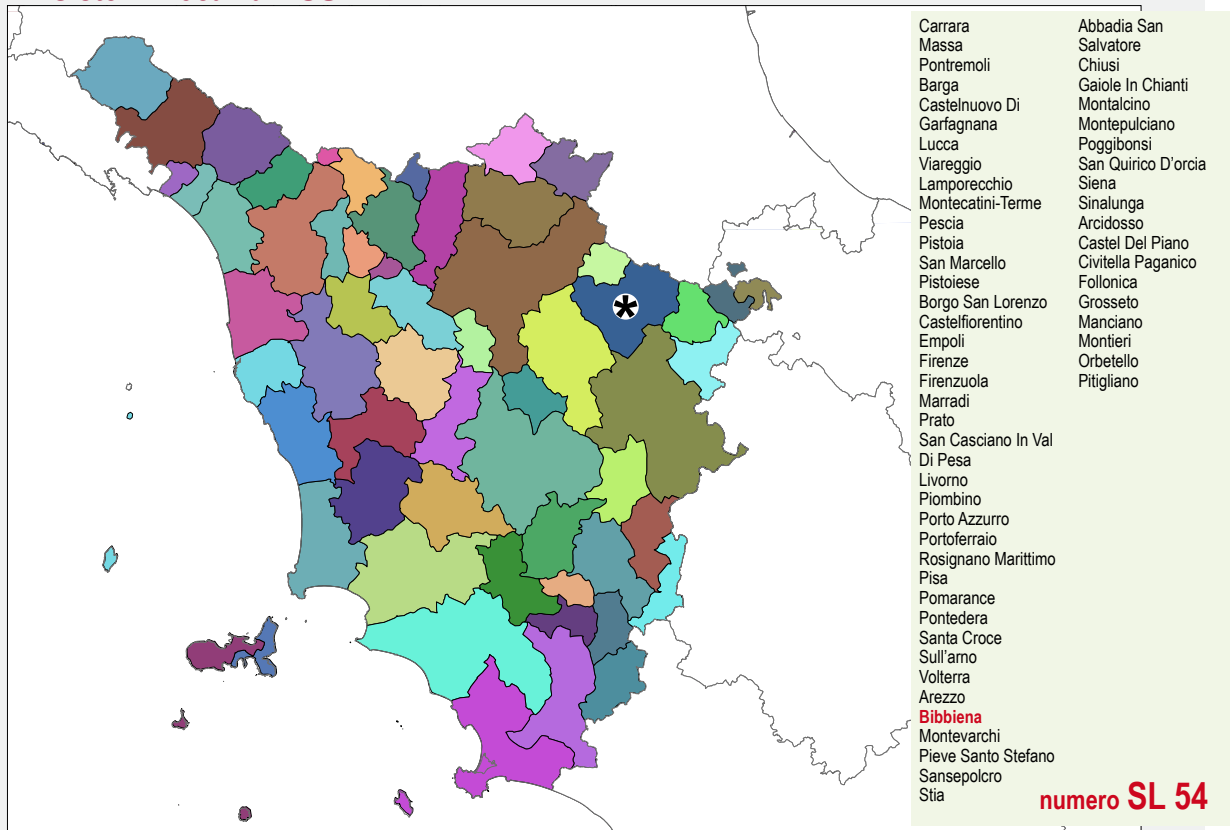 Carrara
Massa
Pontremoli
Barga
Castelnuovo Di
Garfagnana
Lucca
Viareggio
Lamporecchio
Montecatini-Terme
Pescia
Pistoia
San Marcello
Pistoiese
Borgo San Lorenzo
Castelfiorentino
Empoli
Firenze
Firenzuola
Marradi
Prato
San Casciano In Val
Di Pesa
Livorno
Piombino
Porto Azzurro
Portoferraio
Rosignano Marittimo
Pisa
Pomarance
Pontedera
Santa Croce
Sull'arno
Volterra
Arezzo
Bibbiena
Montevarchi
Pieve Santo Stefano
Sansepolcro
Stia
Abbadia San
Salvatore
Chiusi
Gaiole In Chianti
Montalcino
Montepulciano
Poggibonsi
San Quirico D'orcia
Siena
Sinalunga
Arcidosso
Castel Del Piano
Civitella Paganico
Follonica
Grosseto
Manciano
Montieri
Orbetello
Pitigliano
numero SL 54